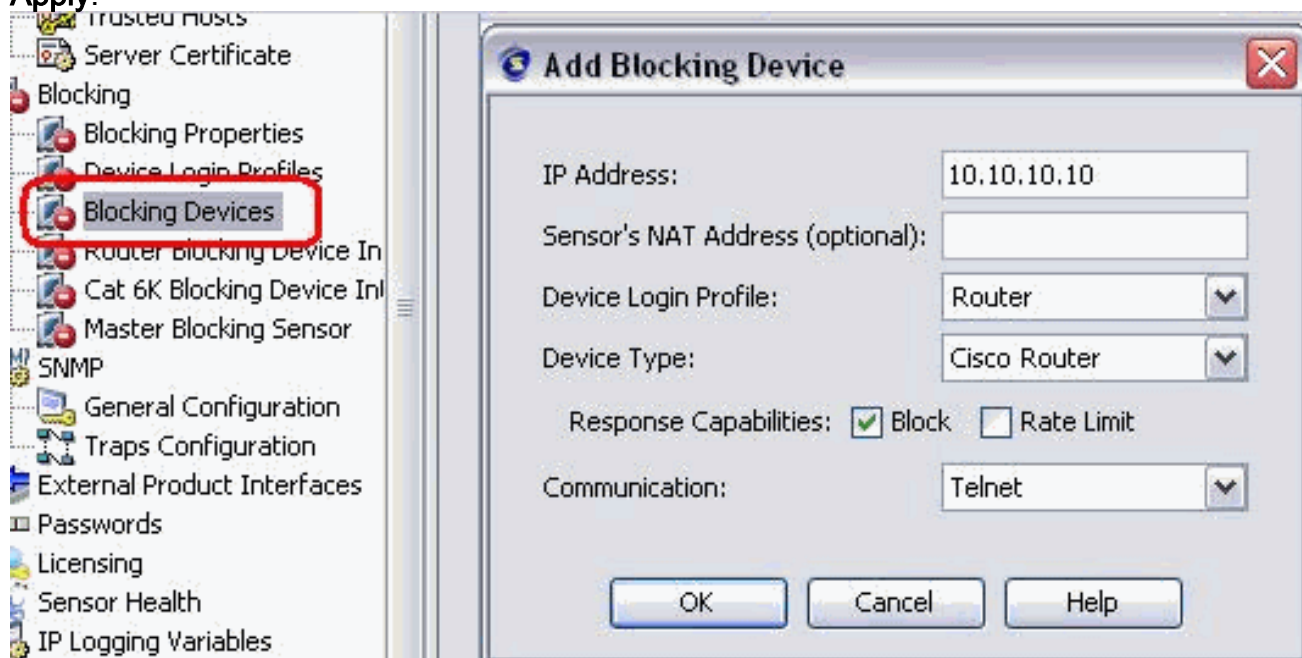 Apply.
Trusted Hosts
Server Certificate
Blocking
Blocking Properties
Device Login Profiles
Blocking Devices
Router Blocking Device In
Cat 6K Blocking Device Int
Master Blocking Sensor
SNMP
General Configuration
Traps Configuration
External Product Interfaces
Passwords
Licensing
Sensor Health
IP Logging Variables
Add Blocking Device
IP Address: 10.10.10.10
Sensor's NAT Address (optional):
Device Login Profile: Router
Device Type: Cisco Router
Response Capabilities: Block Rate Limit
Communication: Telnet
OK Cancel Help